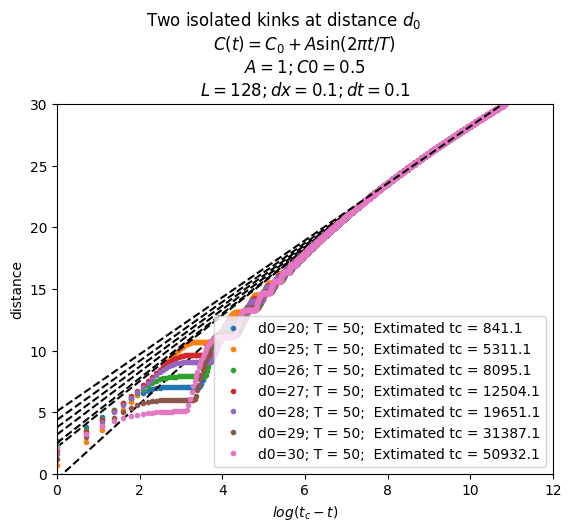 Two isolated kinks at distance d₀
C(t) = C₀ + A sin(2πt/T)
A = 1; C0 = 0.5
L = 128; dx = 0.1; dt = 0.1
30
25
20
15
10
5
0
distance
d0=20; T = 50;  Extimated tc = 841.1
d0=25; T = 50;  Extimated tc = 5311.1
d0=26; T = 50;  Extimated tc = 8095.1
d0=27; T = 50;  Extimated tc = 12504.1
d0=28; T = 50;  Extimated tc = 19651.1
d0=29; T = 50;  Extimated tc = 31387.1
d0=30; T = 50;  Extimated tc = 50932.1
0 2 4 6 8 10 12
log(t_c − t)